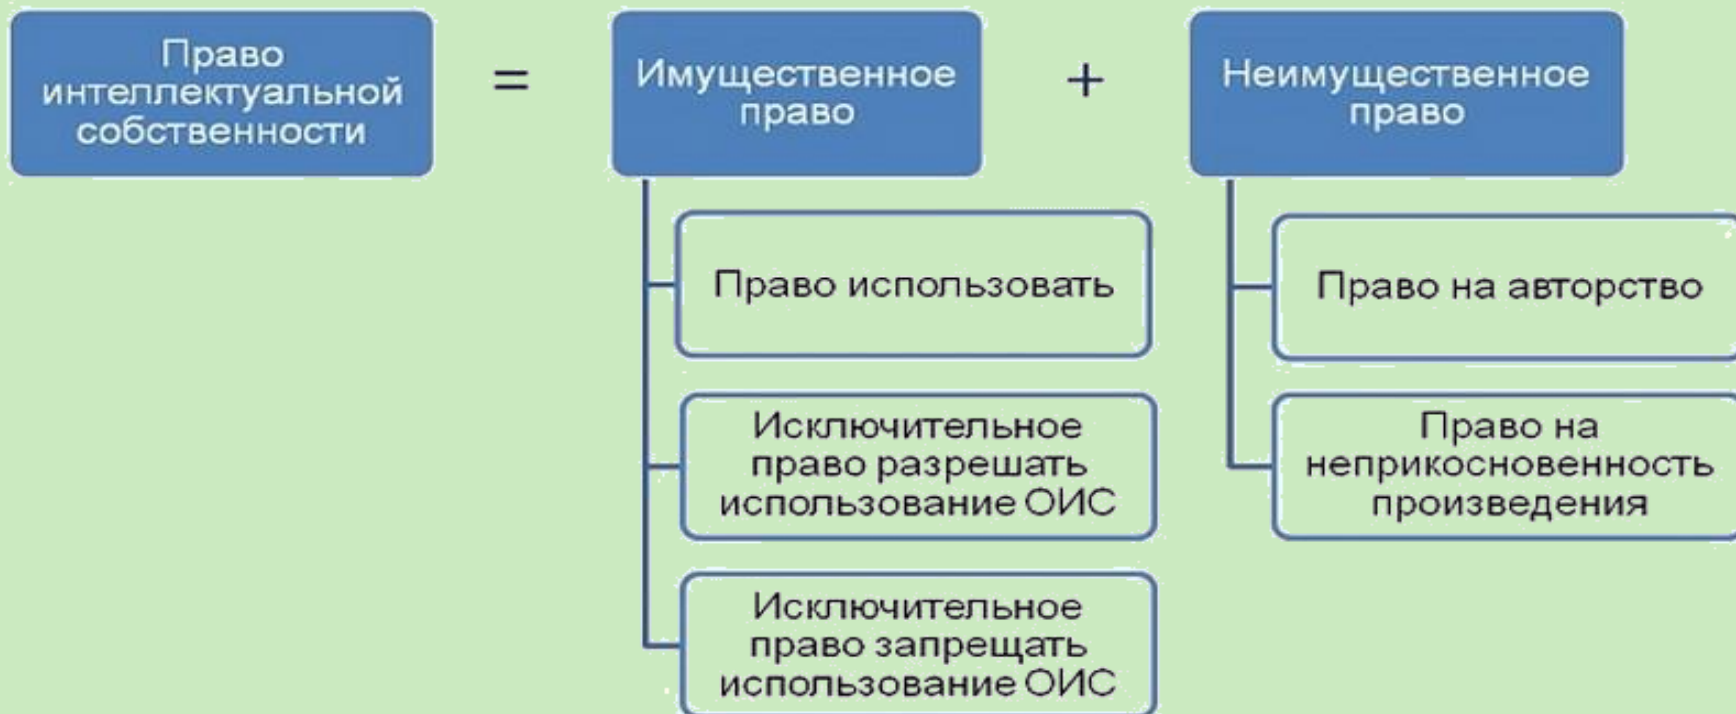 Право
интеллектуальной
собственности
=
Имущественное
право
+
Неимущественное
право
Право использовать
Исключительное
право разрешать
использование ОИС
Исключительное
право запрещать
использование ОИС
Право на авторство
Право на
неприкосновенность
произведения